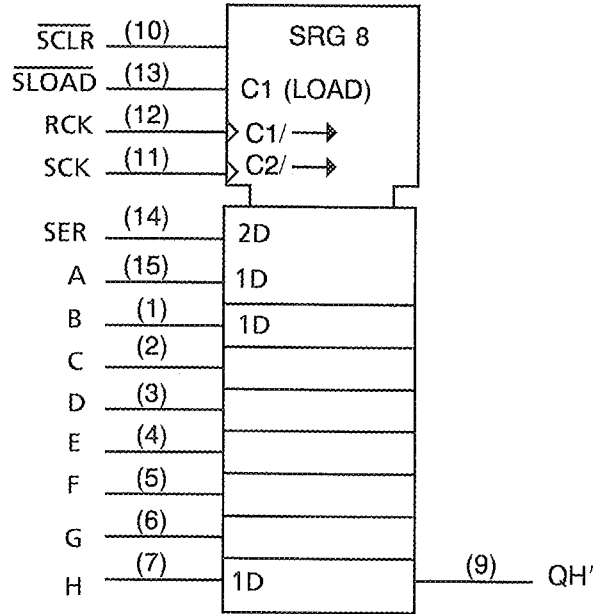 SCLR (10) SRG 8
SLOAD (13) C1 (LOAD)
RCK (12) C1/
SCK (11) C2/
SER (14) 2D
A (15) 1D
B (1) 1D
C (2)
D (3)
E (4)
F (5)
G (6)
H (7) 1D (9) QH'